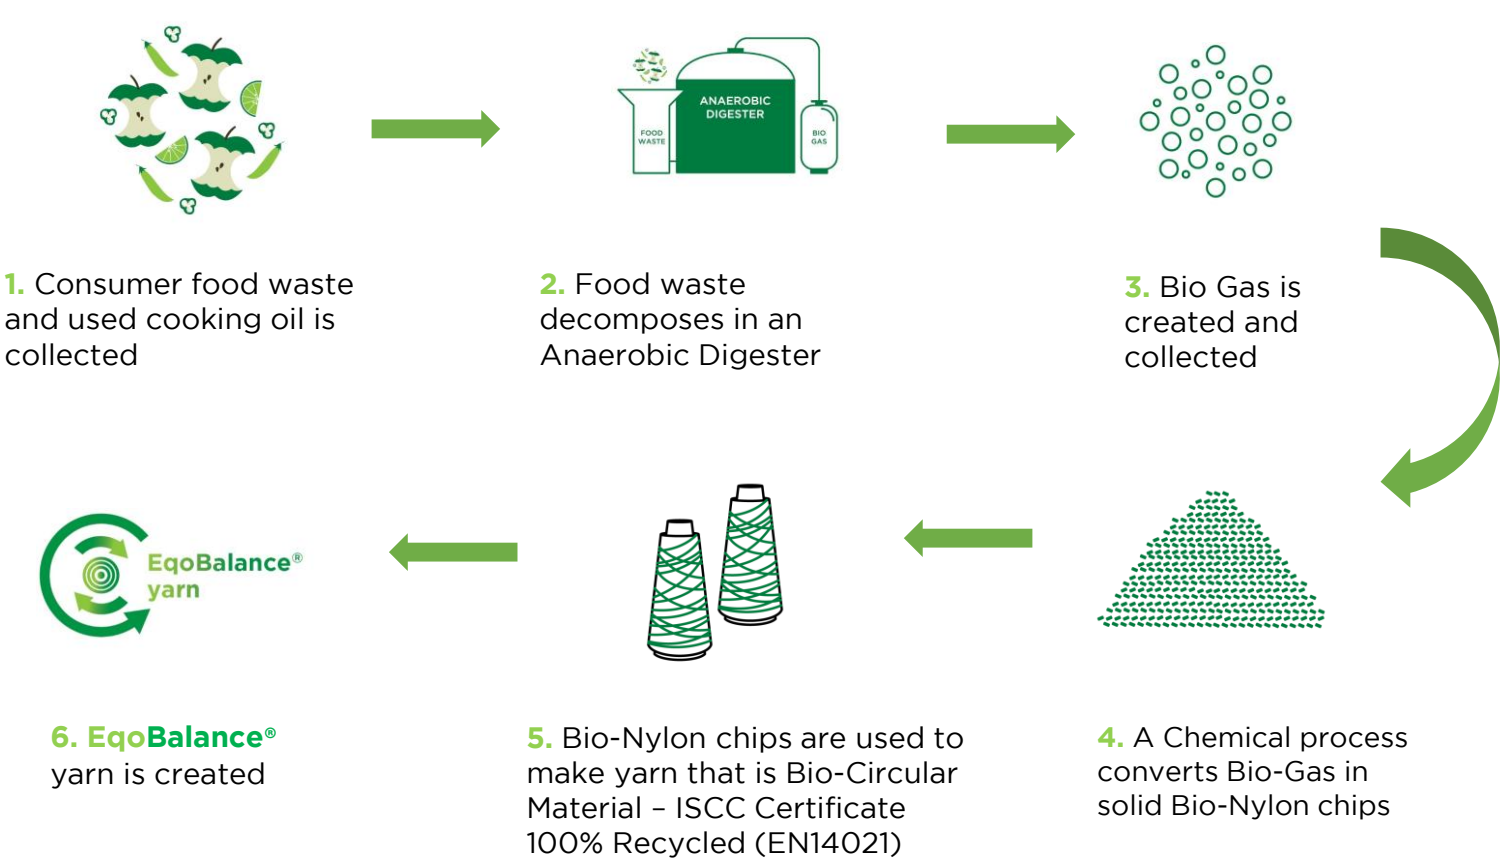 ANAEROBIC
DIGESTER
FOOD
WASTE
BIO
GAS
1. Consumer food waste
and used cooking oil is
collected
2. Food waste
decomposes in an
Anaerobic Digester
3. Bio Gas is
created and
collected
4. A Chemical process
converts Bio-Gas in
solid Bio-Nylon chips
5. Bio-Nylon chips are used to
make yarn that is Bio-Circular
Material – ISCC Certificate
100% Recycled (EN14021)
EqoBalance®
yarn
6. EqoBalance®
yarn is created